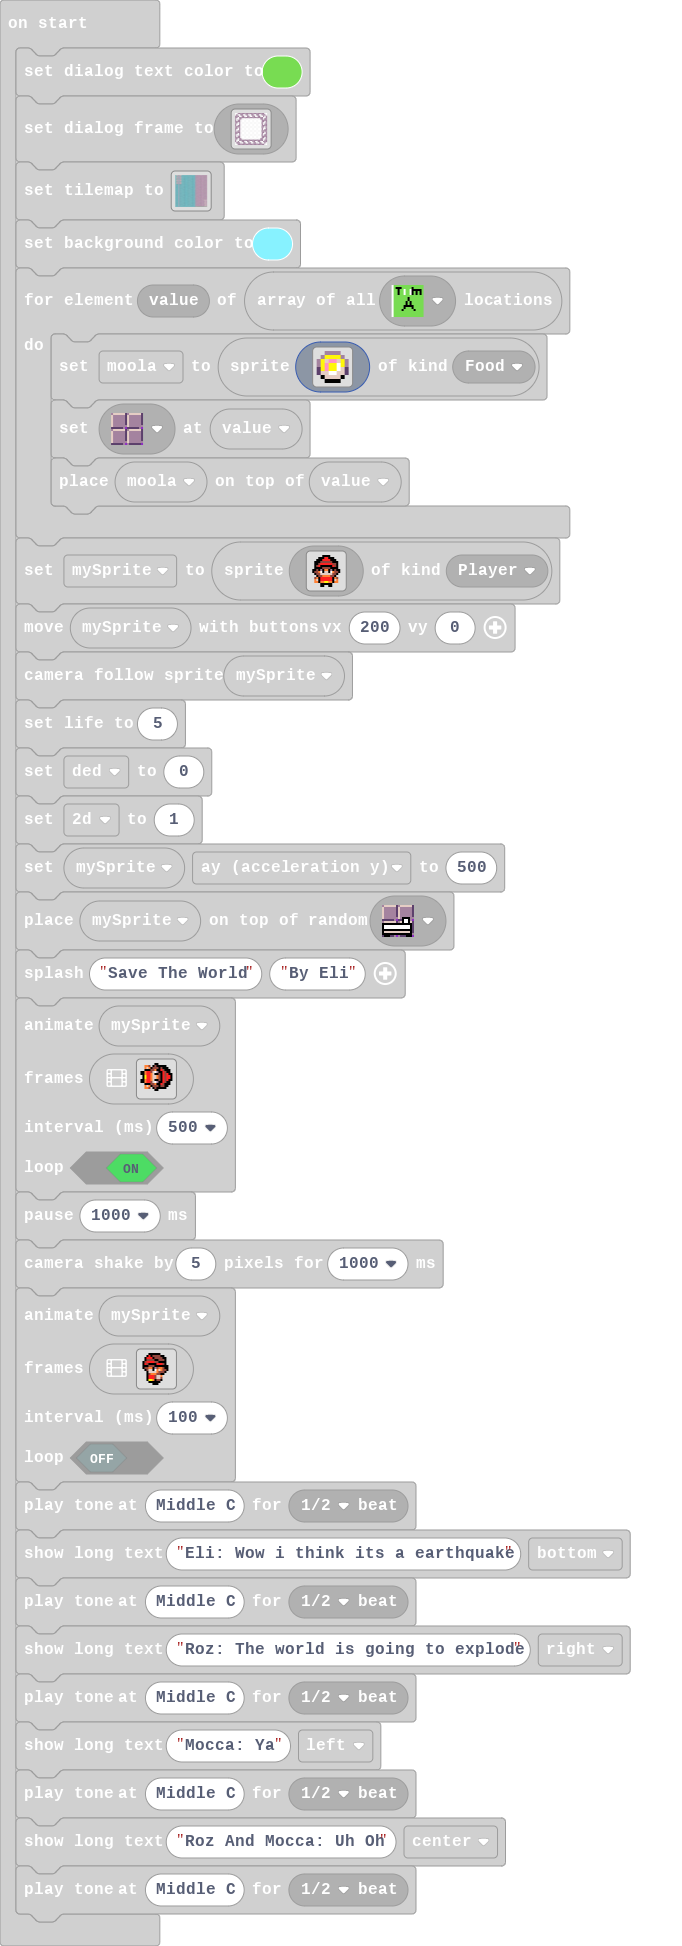 on start
set dialog text color to
set dialog frame to
set tilemap to
set background color to
for element value of array of all Tim A locations
do
set moola to sprite of kind Food
set at value
place moola on top of value
set mySprite to sprite of kind Player
move mySprite with buttons vx 200 vy 0
camera follow sprite mySprite
set life to 5
set ded to 0
set 2d to 1
set mySprite ay (acceleration y) to 500
place mySprite on top of random
splash "Save The World" "By Eli"
animate mySprite
frames
interval (ms) 500
loop ON
pause 1000 ms
camera shake by 5 pixels for 1000 ms
animate mySprite
frames
interval (ms) 100
loop OFF
play tone at Middle C for 1/2 beat
show long text "Eli: Wow i think its a earthquake" bottom
play tone at Middle C for 1/2 beat
show long text "Roz: The world is going to explode" right
play tone at Middle C for 1/2 beat
show long text "Mocca: Ya" left
play tone at Middle C for 1/2 beat
show long text "Roz And Mocca: Uh Oh" center
play tone at Middle C for 1/2 beat